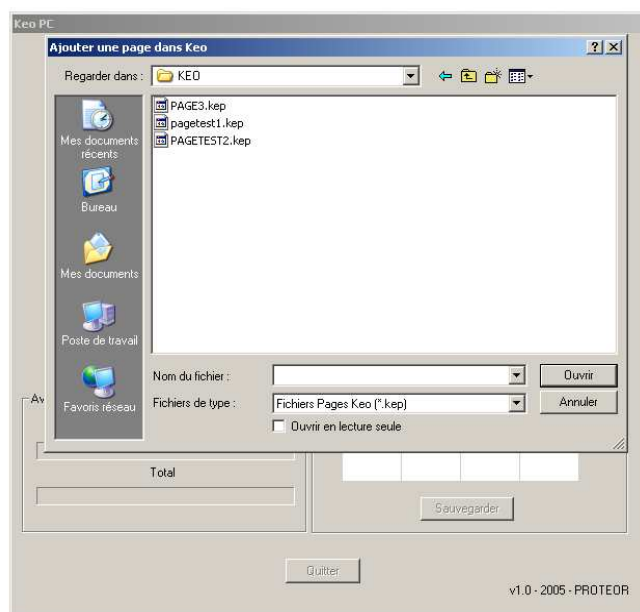 Keo PC
Ajouter une page dans Keo
Regarder dans :
KEO
PAGE3.kep
pagetest1.kep
PAGETEST2.kep
Mes documents
récents
Bureau
Mes documents
Poste de travail
Favoris réseau
Nom du fichier :
Ouvrir
Fichiers de type :
Fichiers Pages Keo (*.kep)
Annuler
Ouvrir en lecture seule
Av
Total
Sauvegarder
Quitter
v1.0 - 2005 - PROTEOR